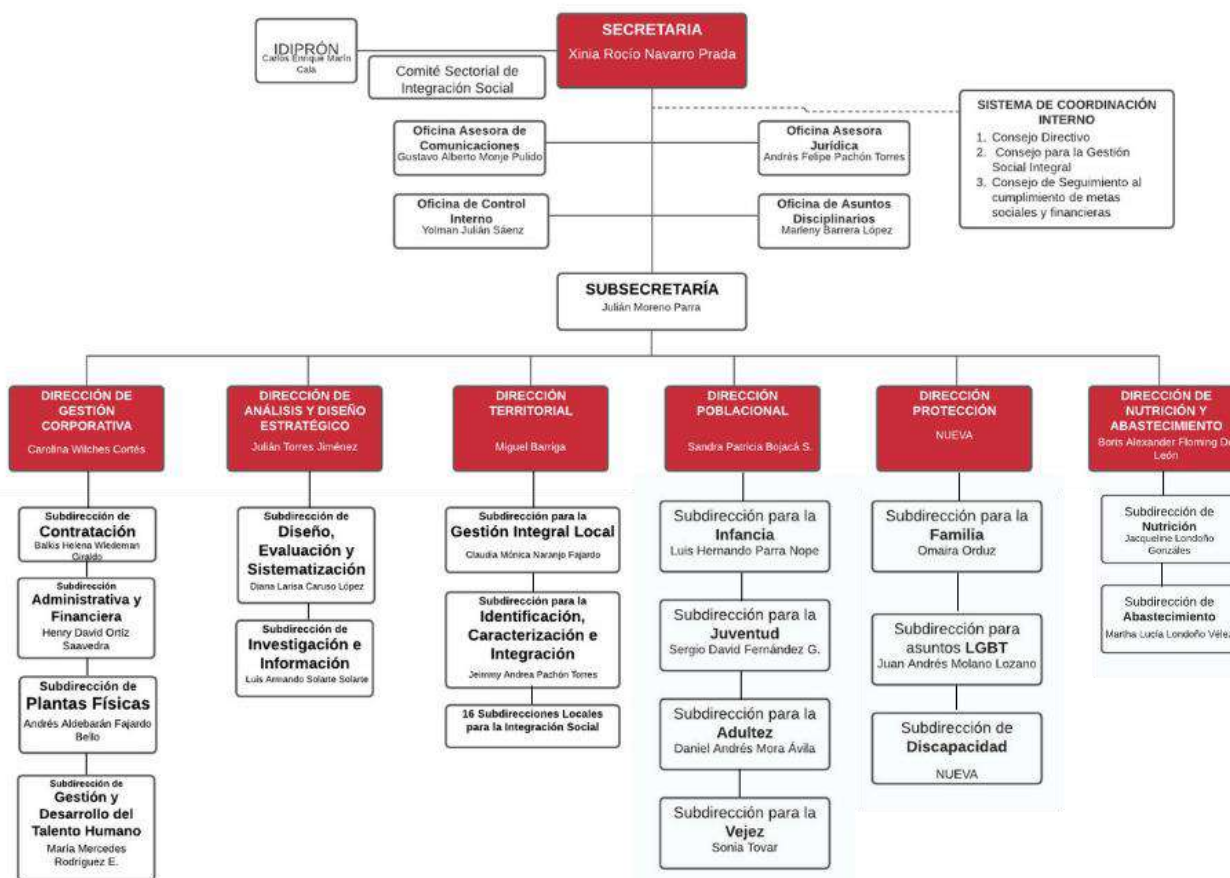 SECRETARIA
Xinia Rocío Navarro Prada
IDIPRÓN
Carlos Enrique Marín
Cala
Comité Sectorial de
Integración Social
SISTEMA DE COORDINACIÓN
INTERNO
1. Consejo Directivo
2. Consejo para la Gestión
Social Integral
3. Consejo de Seguimiento al
cumplimiento de metas
sociales y financieras
Oficina Asesora de
Comunicaciones
Gustavo Alberto Monje Pulido
Oficina Asesora
Jurídica
Andrés Felipe Pachón Torres
Oficina de Control
Interno
Yolman Julián Sáenz
Oficina de Asuntos
Disciplinarios
Marleny Barrera López
SUBSECRETARÍA
Julián Moreno Parra
DIRECCIÓN DE
GESTIÓN
CORPORATIVA
Carolina Wilches Cortés
Subdirección de
Contratación
Balkis Helena Wiedeman
Giraldo
Subdirección
Administrativa y
Financiera
Henry David Ortiz
Saavedra
Subdirección de
Plantas Físicas
Andrés Aldebarán Fajardo
Bello
Subdirección de
Gestión y
Desarrollo del
Talento Humano
María Mercedes
Rodríguez E.
DIRECCIÓN DE
ANÁLISIS Y DISEÑO
ESTRATÉGICO
Julián Torres Jiménez
Subdirección de
Diseño,
Evaluación y
Sistematización
Diana Larisa Caruso López
Subdirección de
Investigación e
Información
Luis Armando Solarte Solarte
DIRECCIÓN
TERRITORIAL
Miguel Barriga
Subdirección para la
Gestión Integral Local
Claudia Mónica Naranjo Fajardo
Subdirección para la
Identificación,
Caracterización e
Integración
Jeimmy Andrea Pachón Torres
16 Subdirecciones Locales
para la Integración Social
DIRECCIÓN
POBLACIONAL
Sandra Patricia Bojacá S.
Subdirección para la
Infancia
Luis Hernando Parra Nope
Subdirección para la
Juventud
Sergio David Fernández G.
Subdirección para la
Adultez
Daniel Andrés Mora Ávila
Subdirección para la
Vejez
Sonia Tovar
DIRECCIÓN
PROTECCIÓN
NUEVA
Subdirección para la
Familia
Omaira Orduz
Subdirección para
asuntos LGBT
Juan Andrés Molano Lozano
Subdirección de
Discapacidad
NUEVA
DIRECCIÓN DE
NUTRICIÓN Y
ABASTECIMIENTO
Boris Alexander Floming De
León
Subdirección de
Nutrición
Jacqueline Londoño
Gonzáles
Subdirección de
Abastecimiento
Martha Lucía Londoño